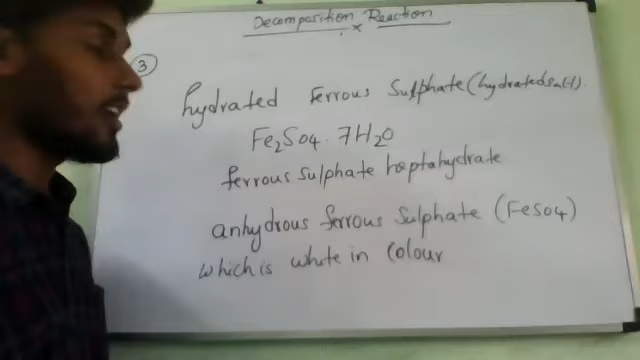 Decomposition Reaction
3
hydrated ferrous Sulphate (hydrated salt).
Fe₂SO₄. 7H₂O
ferrous sulphate heptahydrate
anhydrous ferrous Sulphate (FeSO₄)
which is white in Colour